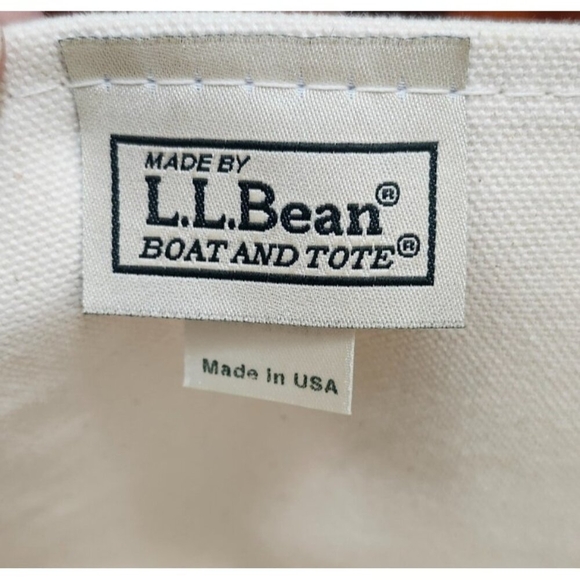 MADE BY
L.L.Bean®
BOAT AND TOTE®
Made in USA